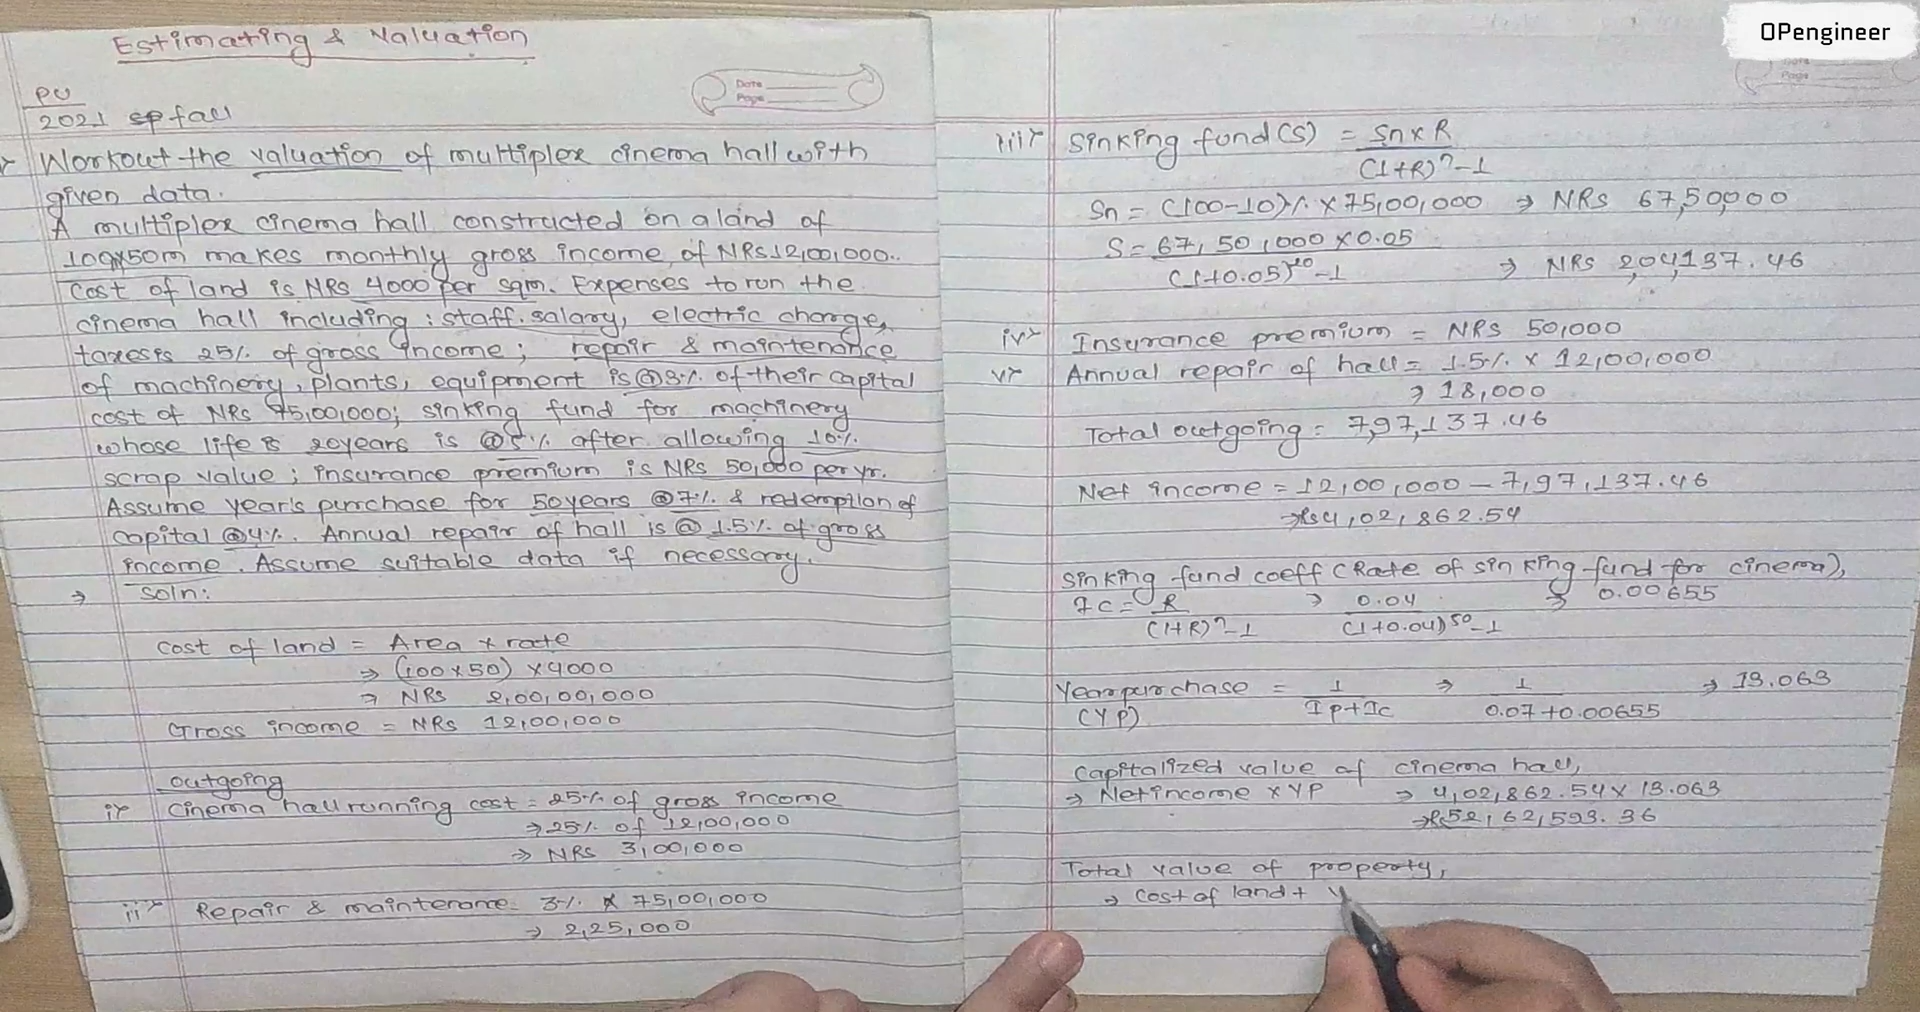 OPengineer
Estimating & Valuation
Date
Page
PU
2021 sp fall
Workout the valuation of multiplex cinema hall with
given data.
A multiplex cinema hall constructed on a land of
100x50m makes monthly gross income of NRS 12,00,000..
Cost of land is NRS 4000 per sqm. Expenses to run the
cinema hall including : staff salary, electric charge,
taxes is 25% of gross income ; repair & maintenance
of machinery, plants, equipment is @3% of their capital
cost of NRs 75,00,000; sinking fund for machinery
whose life is 20years is @5% after allowing 10%
scrap value ; insurance premium is NRS 50,000 per yr.
Assume year's purchase for 50years @7% & redemption of
capital @4%. Annual repair of hall is @ 1.5% of gross
income. Assume suitable data if necessary.
→ Soln:
Cost of land = Area x rate
⇒ (100x50) x4000
⇒ NRS 2,00,00,000
Gross income = NRS 12,00,000
outgoing
i> Cinema hall running cost = 25% of gross income
⇒ 25% of 12,00,000
⇒ NRS 3,00,000
ii> Repair & maintenance = 3% x 75,00,000
⇒ 2,25,000
Date
Page
iii> Sinking fund (S) = Sn x R
(1+R)ⁿ-1
Sn = (100-10)% x 75,00,000 ⇒ NRS 67,50,000
S = 67,50,000 x 0.05
(1+0.05)²⁰-1 ⇒ NRS 2,04,137.46
iv> Insurance premium = NRS 50,000
v> Annual repair of hall = 1.5% x 12,00,000
⇒ 18,000
Total outgoing = 7,97,137.46
Net income = 12,00,000 - 7,97,137.46
⇒ Rs 4,02,862.54
Sinking fund coeff (Rate of sinking fund for cinema),
Ic = R ⇒ 0.04 ⇒ 0.00655
(1+R)ⁿ-1 (1+0.04)⁵⁰-1
Year purchase = 1 ⇒ 1 ⇒ 13.063
(YP) Ip+Ic 0.07+0.00655
Capitalized value of cinema hall,
⇒ Net income x YP ⇒ 4,02,862.54 x 13.063
⇒ Rs 52,62,593.36
Total value of property,
⇒ Cost of land +